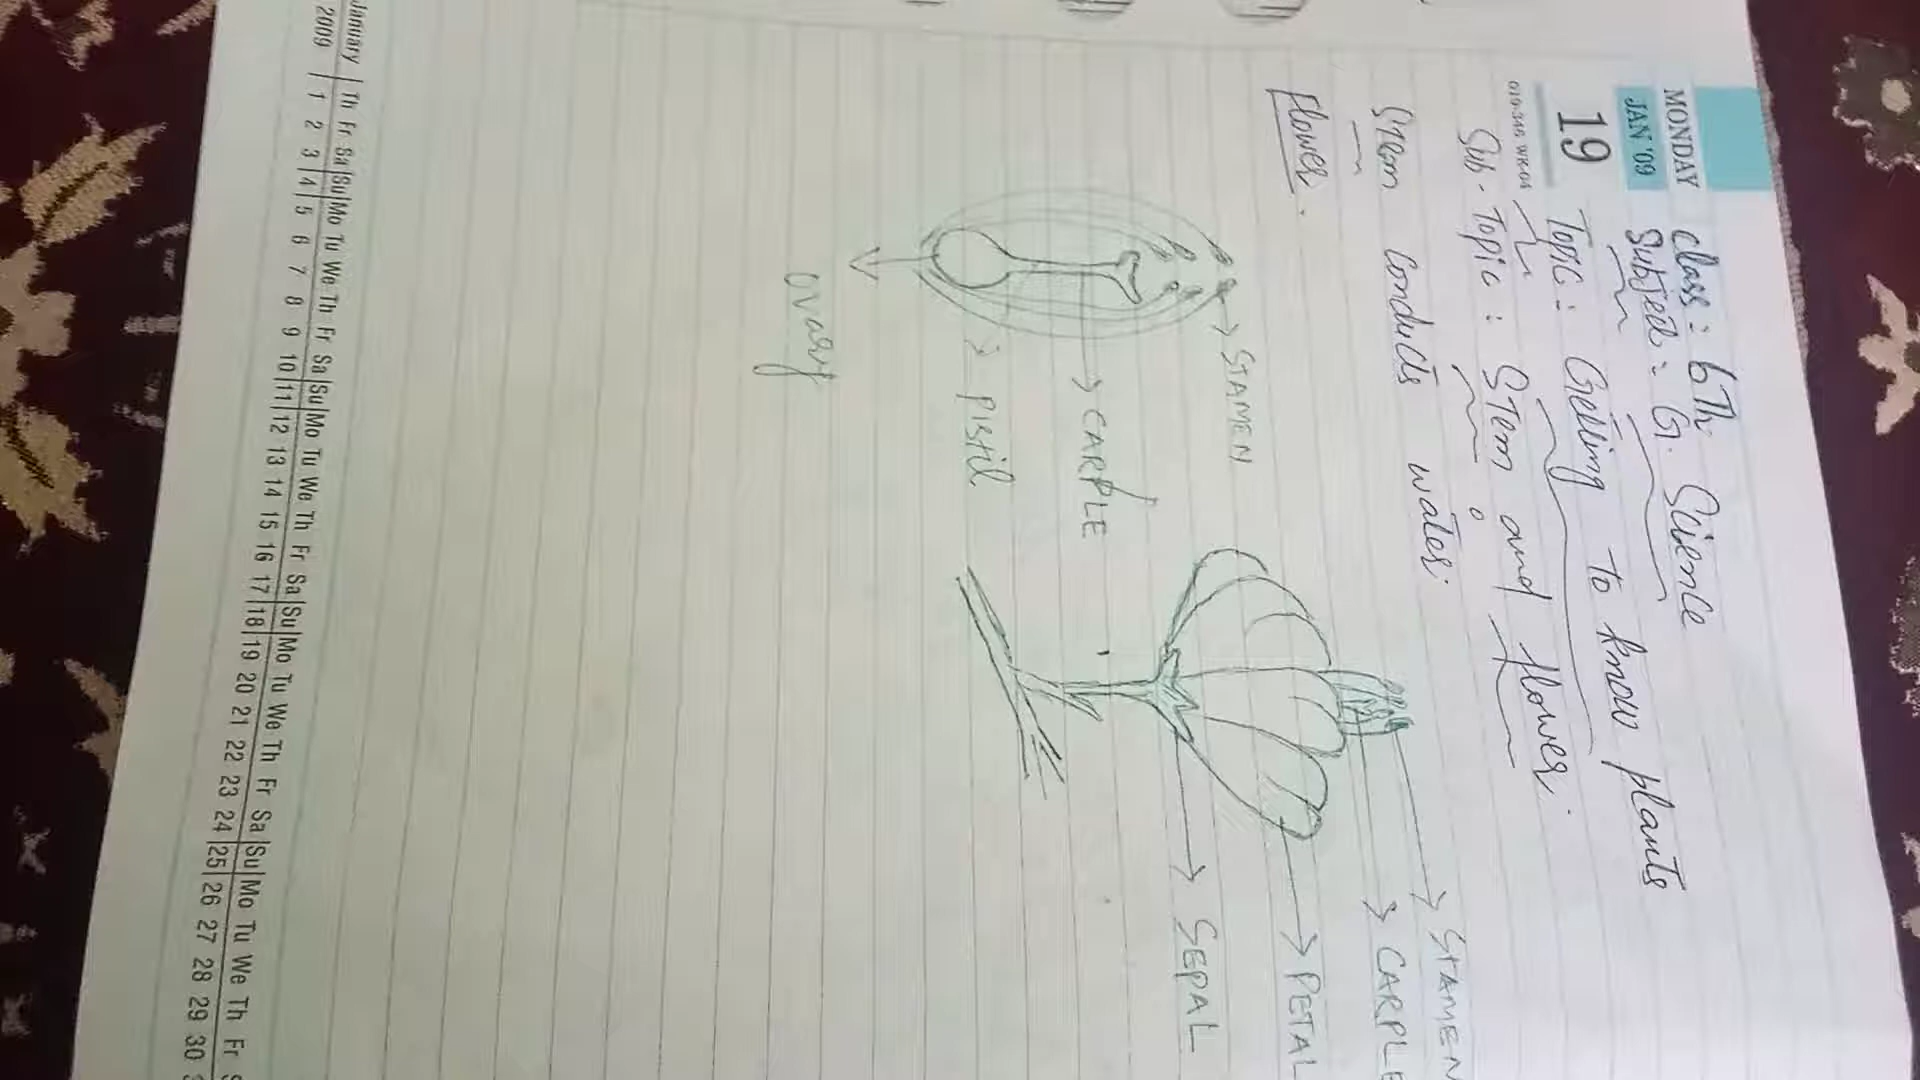 MONDAY
JAN '09
19
Class: 6Th
Subject: G. Science
Topic: Getting To know plants
Sub-Topic: STem and flower.
STem Conducts water.
flower.
STAMEN
CARPLE
PISTIL
ovary
STAMEN
CARPLE
PETAL
SEPAL
January Th Fr Sa Su Mo Tu We Th Fr Sa Su Mo Tu We Th Fr Sa Su Mo Tu We Th Fr Sa Su Mo Tu We Th Fr
2009 1 2 3 4 5 6 7 8 9 10 11 12 13 14 15 16 17 18 19 20 21 22 23 24 25 26 27 28 29 30